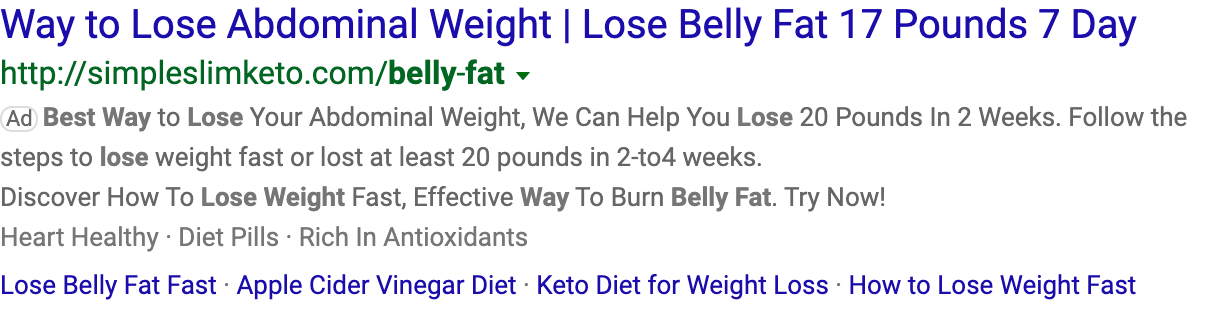 Way to Lose Abdominal Weight | Lose Belly Fat 17 Pounds 7 Day
http://simpleslimketo.com/belly-fat
Ad Best Way to Lose Your Abdominal Weight, We Can Help You Lose 20 Pounds In 2 Weeks. Follow the
steps to lose weight fast or lost at least 20 pounds in 2-to4 weeks.
Discover How To Lose Weight Fast, Effective Way To Burn Belly Fat. Try Now!
Heart Healthy · Diet Pills · Rich In Antioxidants
Lose Belly Fat Fast · Apple Cider Vinegar Diet · Keto Diet for Weight Loss · How to Lose Weight Fast